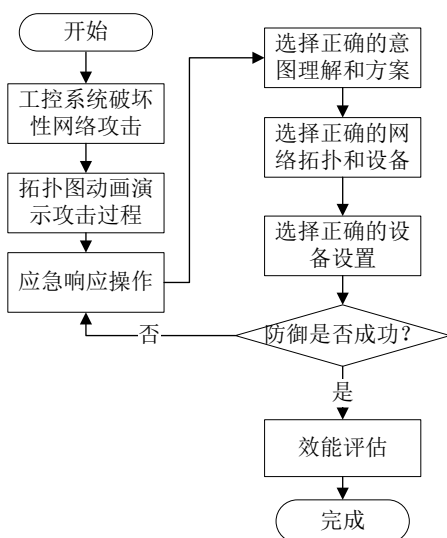 开始
工控系统破坏
性网络攻击
拓扑图动画演
示攻击过程
应急响应操作
选择正确的意
图理解和方案
选择正确的网
络拓扑和设备
选择正确的设
备设置
防御是否成功?
否
是
效能评估
完成